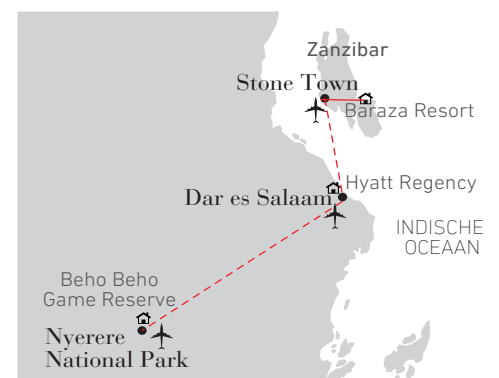 Zanzibar
Stone Town
Baraza Resort
Hyatt Regency
Dar es Salaam
INDISCHE
OCEAAN
Beho Beho
Game Reserve
Nyerere
National Park